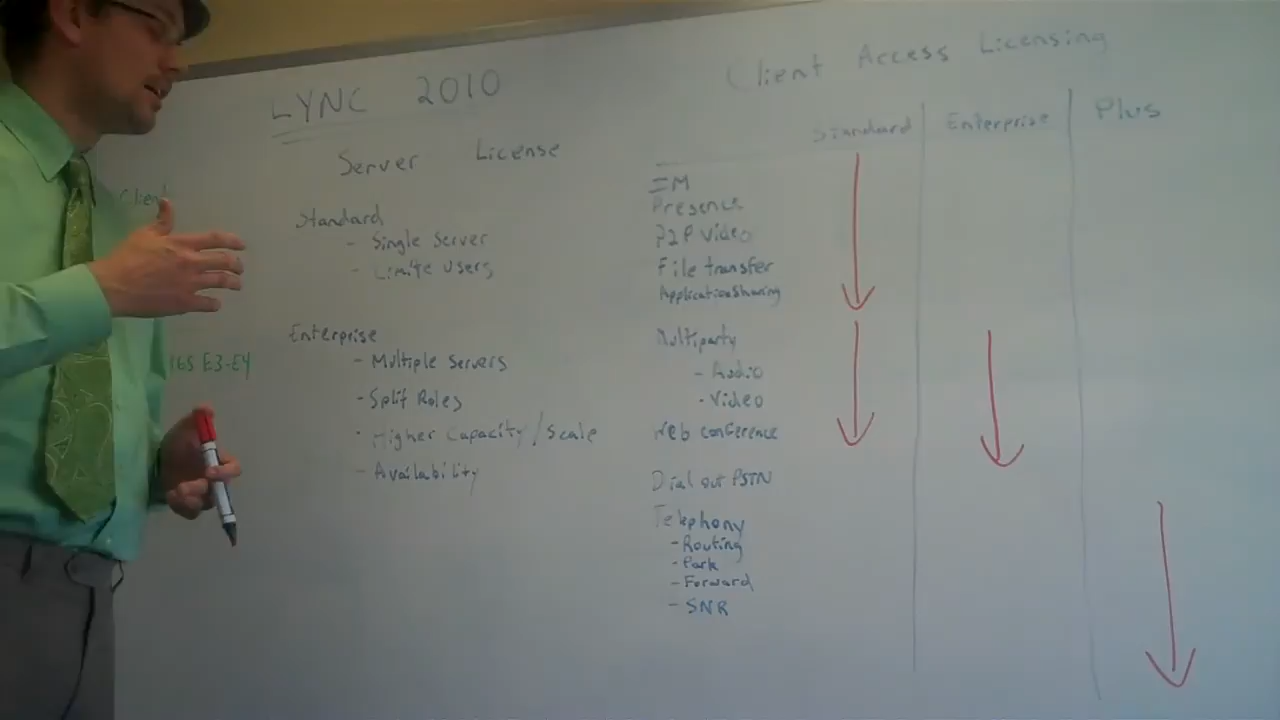 LYNC 2010
Server License
Client
Standard
- Single Server
- Limite Users
Enterprise
- Multiple Servers
365 E3-E4
- Split Roles
- Higher Capacity/Scale
- Availability
Client Access Licensing
Standard Enterprise Plus
IM
Presence
P2P Video
File transfer
Application Sharing
Multiparty
- Audio
- Video
Web conference
Dial out PSTN
Telephony
- Routing
- Park
- Forward
- SNR